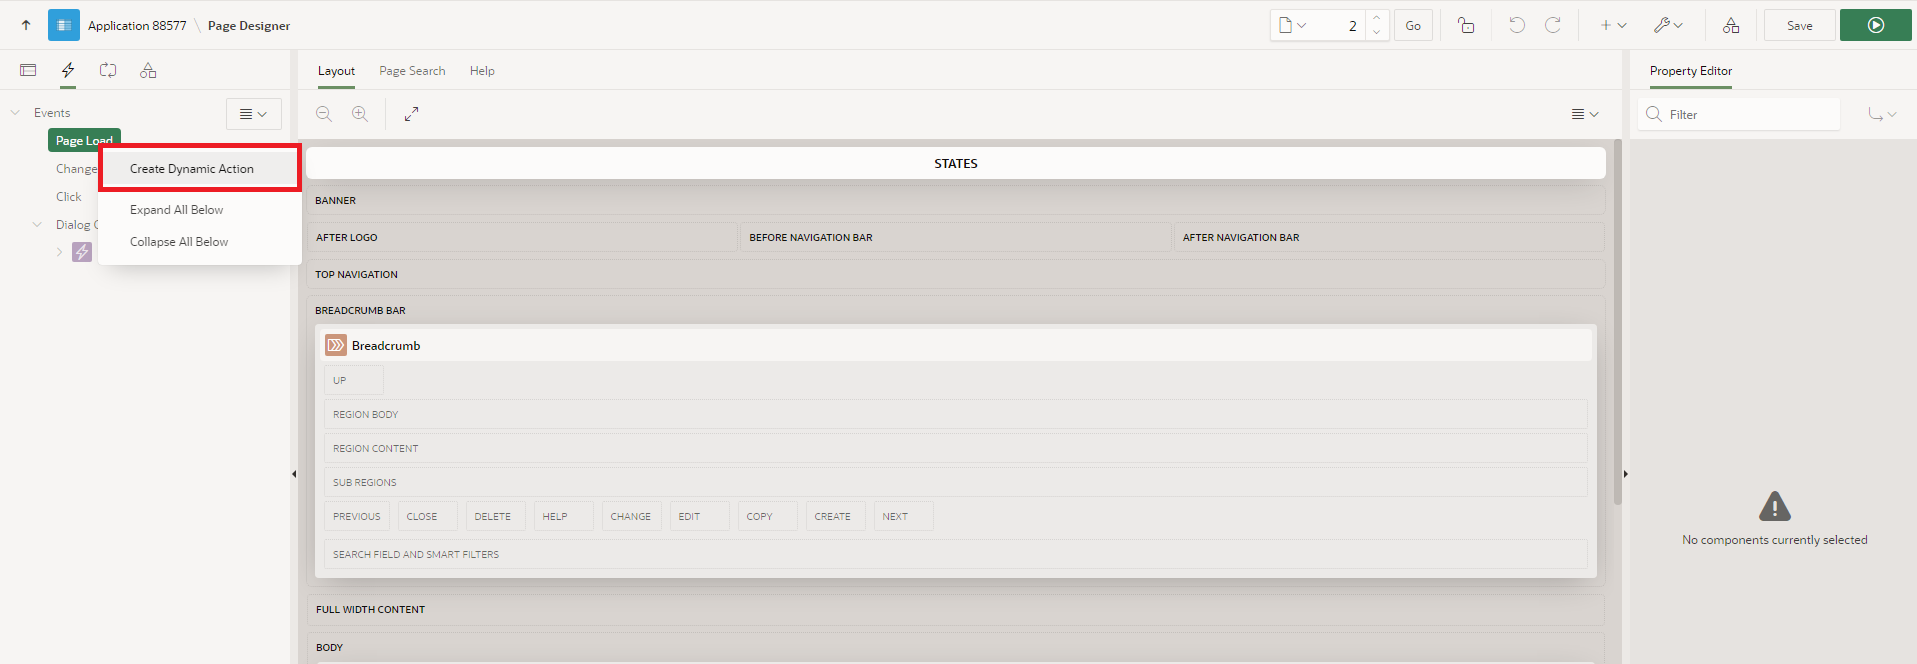 Application 88577 \ Page Designer
2
Go
Save
Layout Page Search Help
Property Editor
Events
Filter
Page Load
Change
Create Dynamic Action
Click
Expand All Below
Dialog
Collapse All Below
STATES
BANNER
AFTER LOGO BEFORE NAVIGATION BAR AFTER NAVIGATION BAR
TOP NAVIGATION
BREADCRUMB BAR
Breadcrumb
UP
REGION BODY
REGION CONTENT
SUB REGIONS
PREVIOUS CLOSE DELETE HELP CHANGE EDIT COPY CREATE NEXT
SEARCH FIELD AND SMART FILTERS
No components currently selected
FULL WIDTH CONTENT
BODY